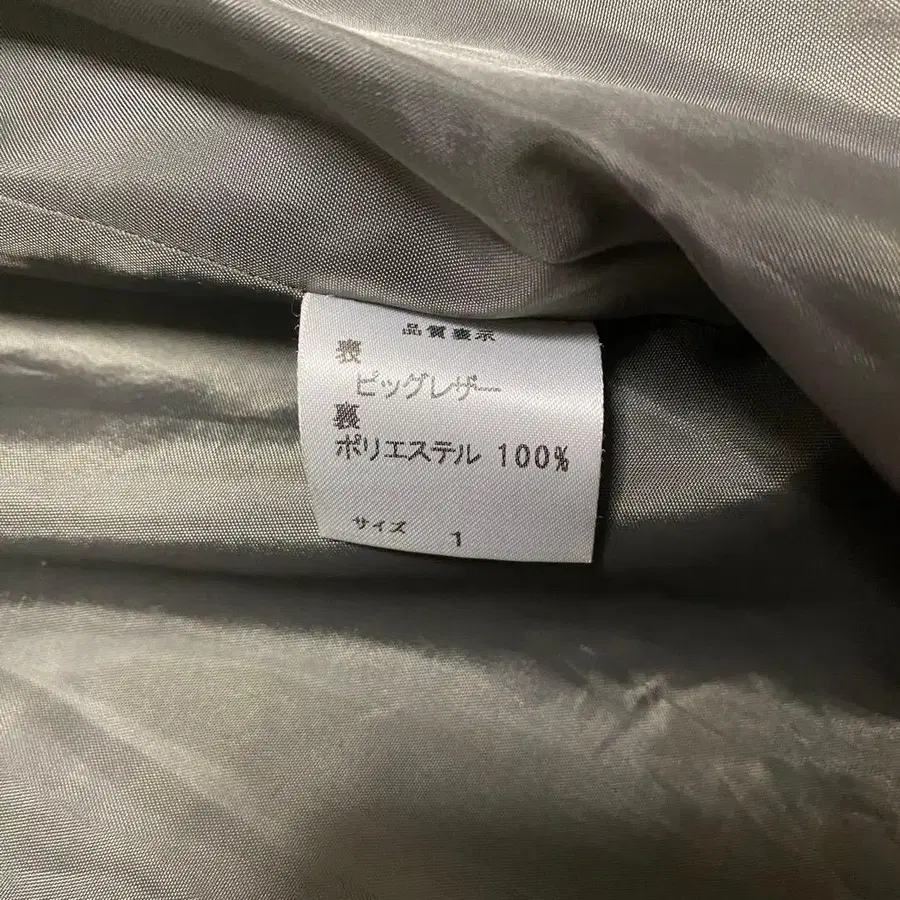 品質表示
表
ピッグレザー
裏
ポリエステル 100%
サイズ 1